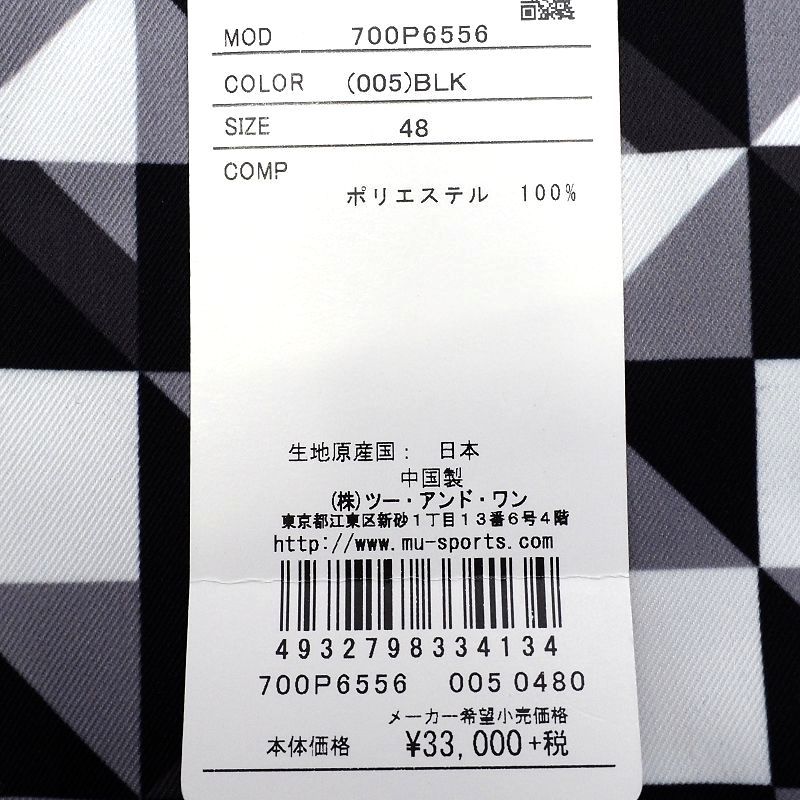 MOD 700P6556
COLOR (005)BLK
SIZE 48
COMP
ポリエステル 100%
生地原産国： 日本
中国製
(株)ツー・アンド・ワン
東京都江東区新砂１丁目１３番６号４階
http://www.mu-sports.com
4932798334134
700P6556 005 0480
メーカー希望小売価格
本体価格 ¥33,000+税